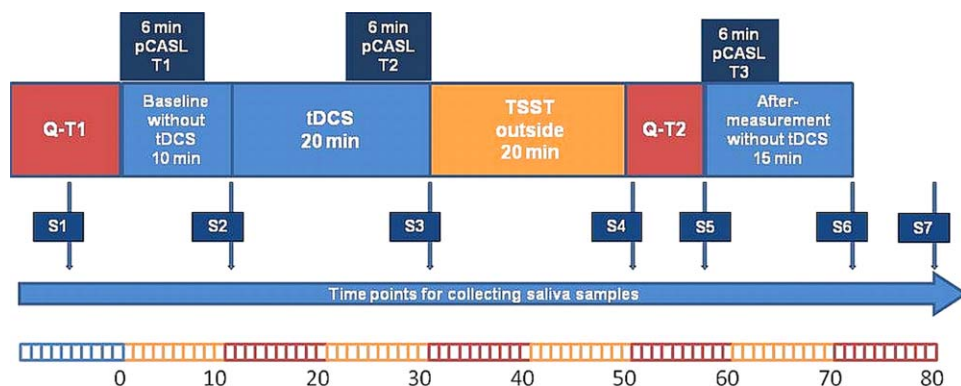 6 min
pCASL
T1
6 min
pCASL
T2
6 min
pCASL
T3
Q-T1
Baseline
without
tDCS
10 min
tDCS
20 min
TSST
outside
20 min
Q-T2
After-
measurement
without tDCS
15 min
S1
S2
S3
S4
S5
S6
S7
Time points for collecting saliva samples
0 10 20 30 40 50 60 70 80